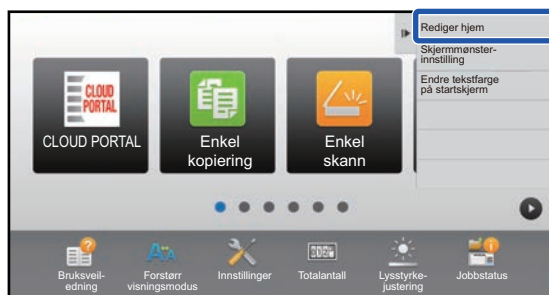 Rediger hjem
Skjermmønster-
innstilling
Endre tekstfarge
på startskjerm
CLOUD
PORTAL
CLOUD PORTAL
Enkel
kopiering
Enkel
skann
Bruksveil-
edning
Forstørr
visningsmodus
Innstillinger
Totalantall
Lysstyrke-
justering
Jobbstatus